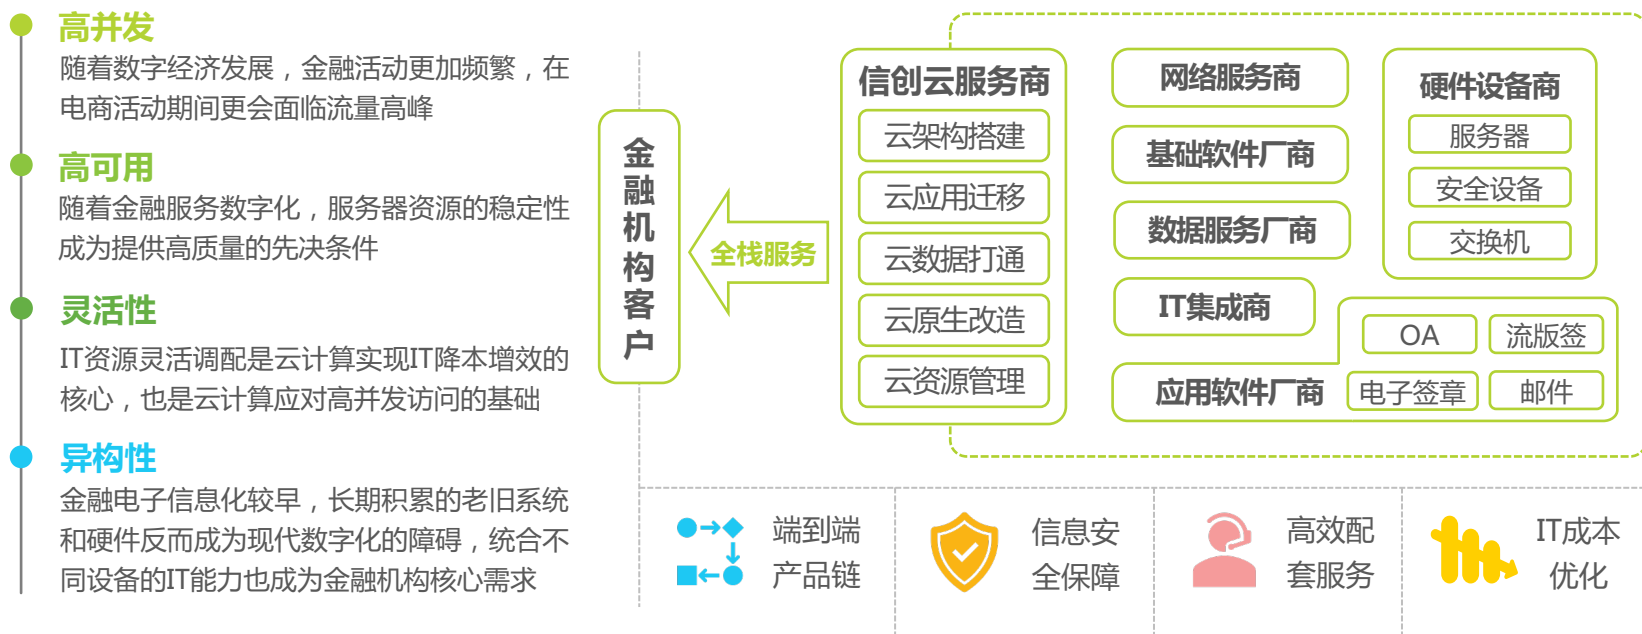 高并发
随着数字经济发展，金融活动更加频繁，在
电商活动期间更会面临流量高峰
高可用
随着金融服务数字化，服务器资源的稳定性
成为提供高质量的先决条件
灵活性
IT资源灵活调配是云计算实现IT降本增效的
核心，也是云计算应对高并发访问的基础
异构性
金融电子信息化较早，长期积累的老旧系统
和硬件反而成为现代数字化的障碍，统合不
同设备的IT能力也成为金融机构核心需求
金融机构客户
全栈服务
信创云服务商
云架构搭建
云应用迁移
云数据打通
云原生改造
云资源管理
网络服务商
基础软件厂商
数据服务厂商
IT集成商
应用软件厂商
OA
流版签
电子签章
邮件
硬件设备商
服务器
安全设备
交换机
端到端
产品链
信息安
全保障
高效配
套服务
IT成本
优化